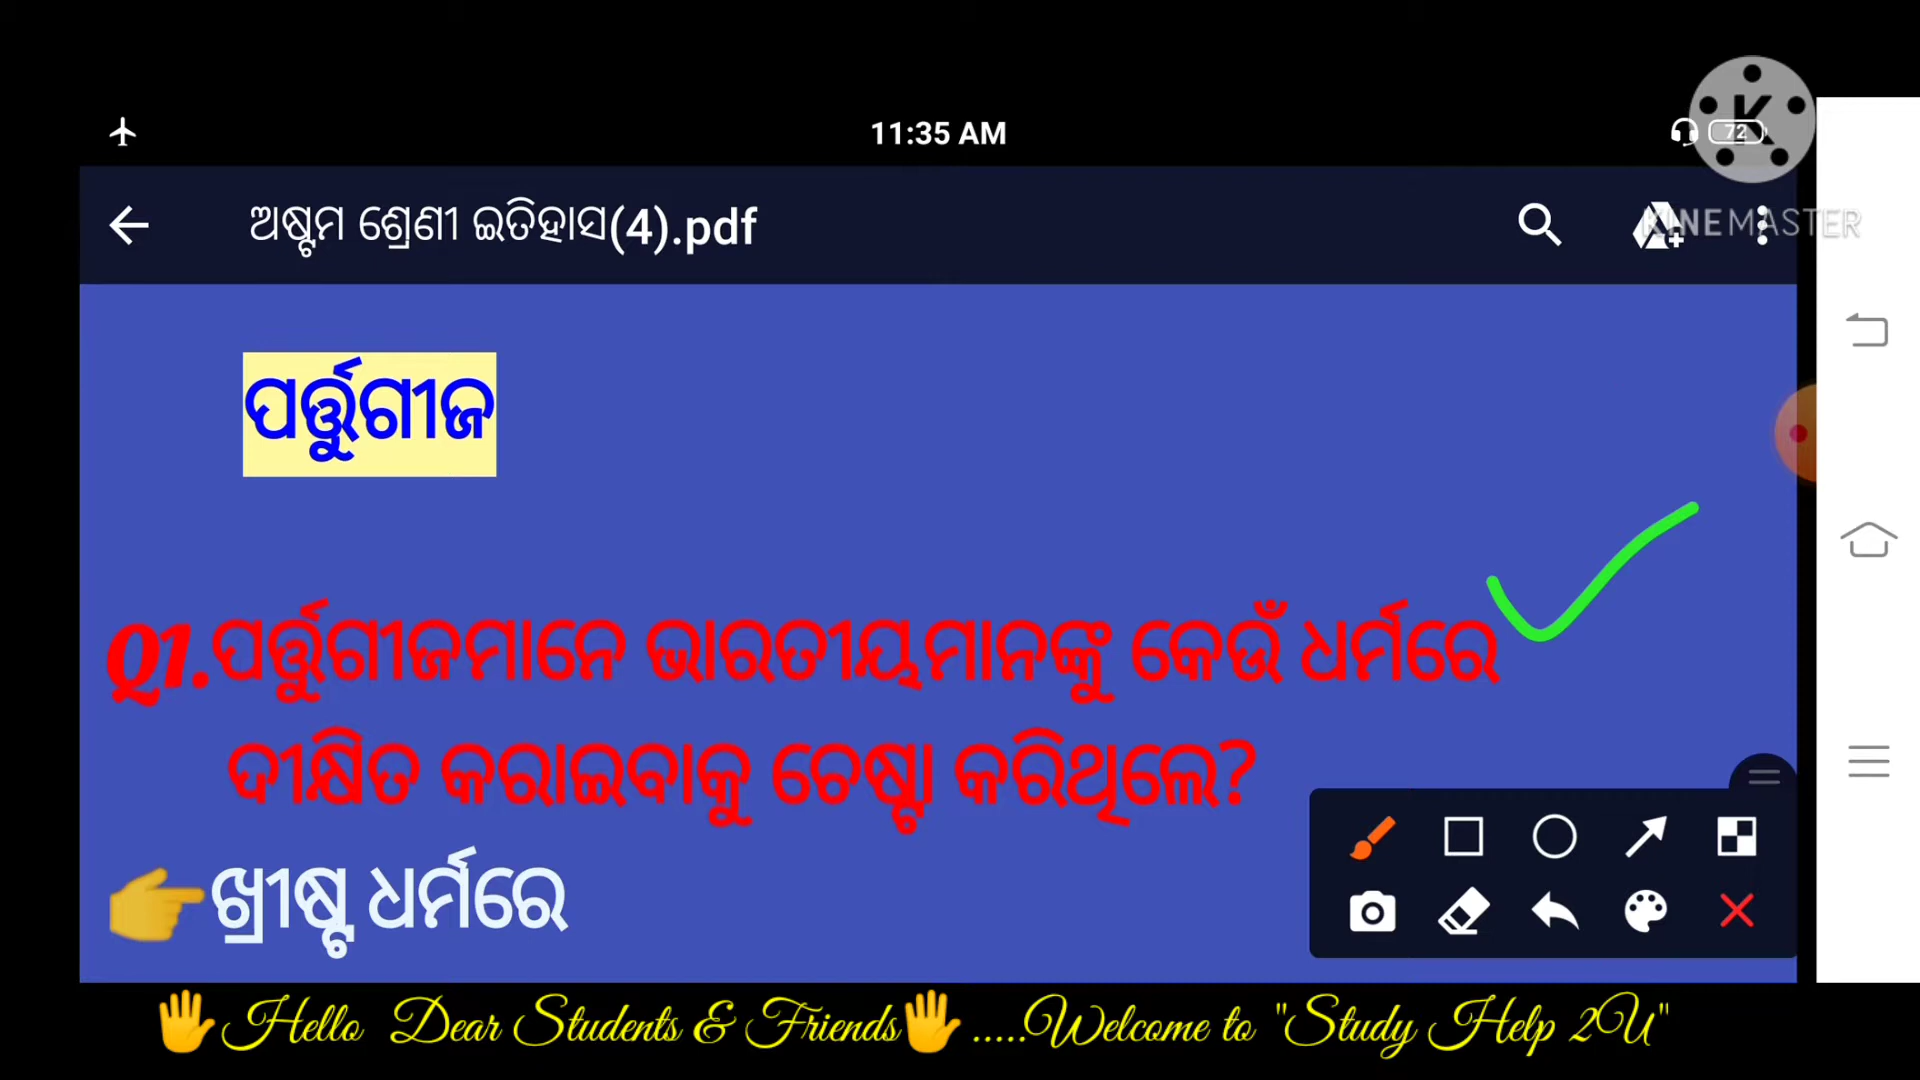 11:35 AM
72
K
KINEMASTER
ଅଷ୍ଟମ ଶ୍ରେଣୀ ଇତିହାସ(4).pdf
ପର୍ତ୍ତୁଗୀଜ
Q1.ପର୍ତ୍ତୁଗୀଜମାନେ ଭାରତୀୟମାନଙ୍କୁ କେଉଁ ଧର୍ମରେ
ଦୀକ୍ଷିତ କରାଇବାକୁ ଚେଷ୍ଟା କରିଥିଲେ?
👉ଖ୍ରୀଷ୍ଟ ଧର୍ମରେ
🖐Hello Dear Students & Friends🖐.....Welcome to "Study Help 2U"